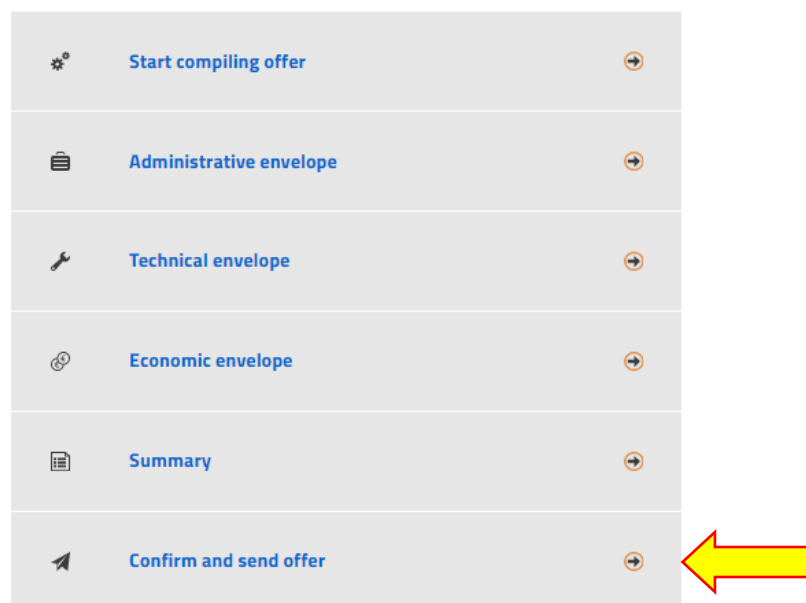 Start compiling offer
Administrative envelope
Technical envelope
Economic envelope
Summary
Confirm and send offer